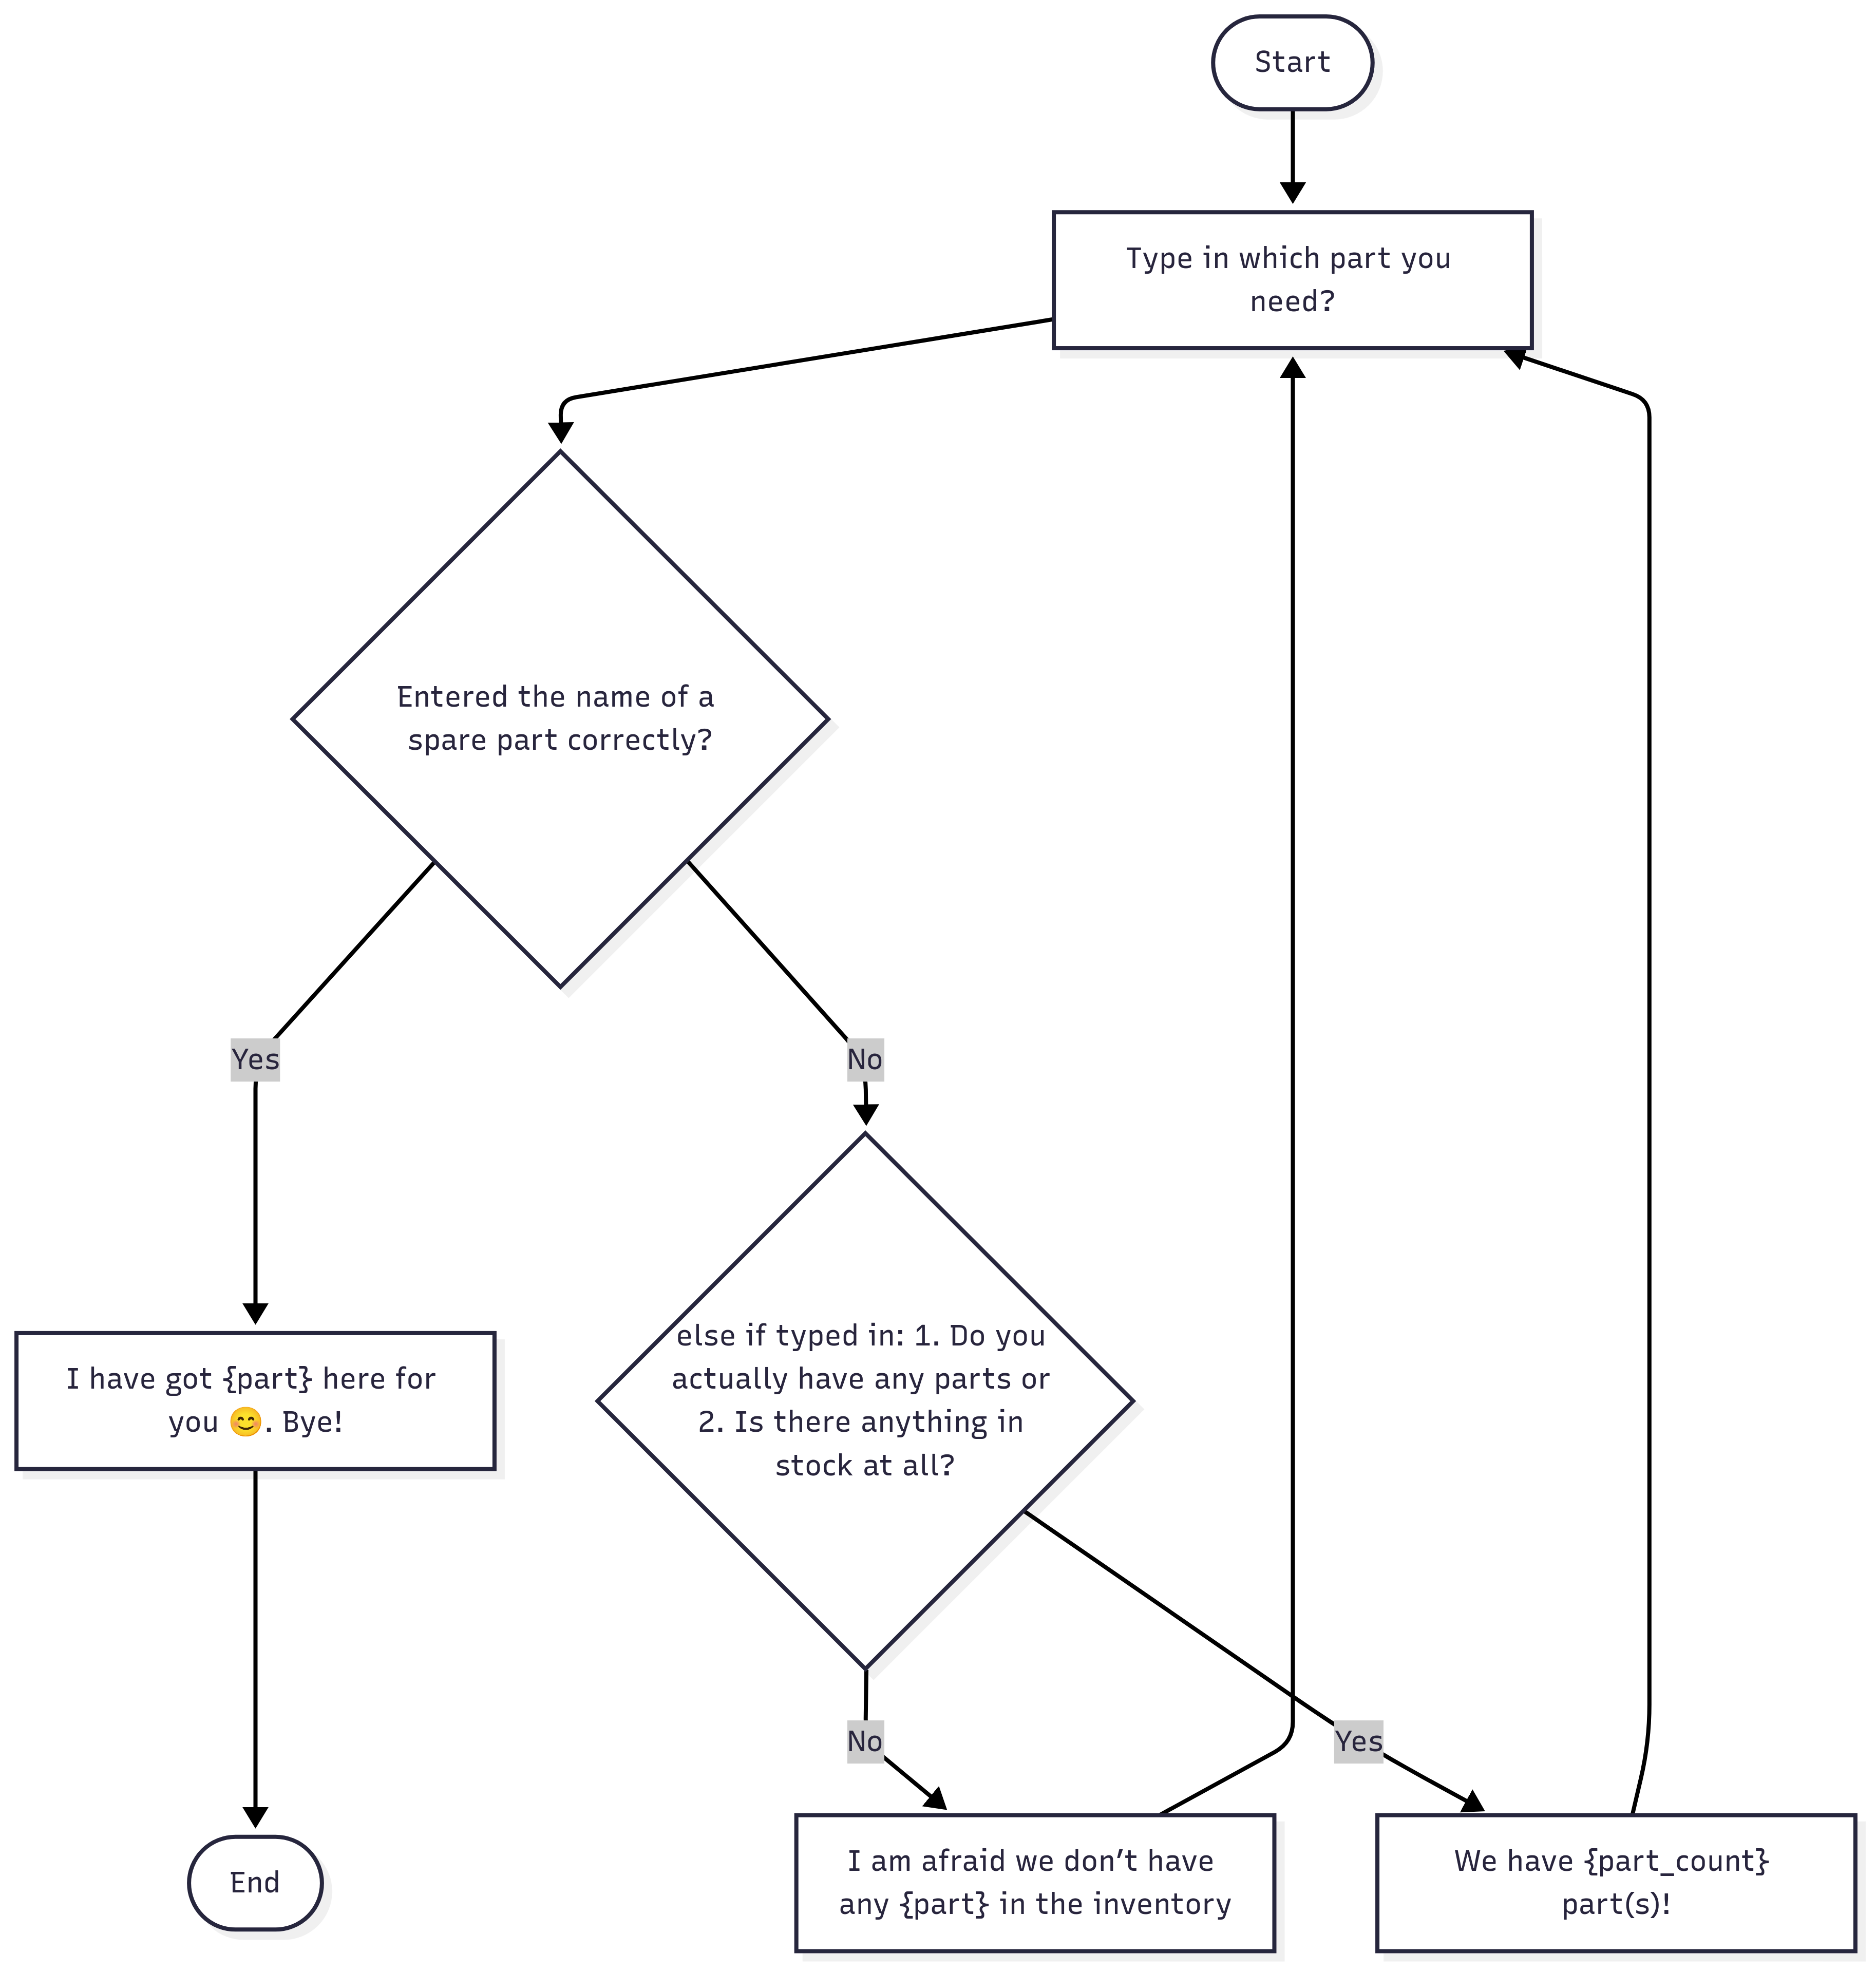 Start
Type in which part you
need?
Entered the name of a
spare part correctly?
Yes
No
else if typed in: 1. Do you
actually have any parts or
2. Is there anything in
stock at all?
I have got {part} here for
you 😊. Bye!
No
Yes
End
I am afraid we don’t have
any {part} in the inventory
We have {part_count}
part(s)!